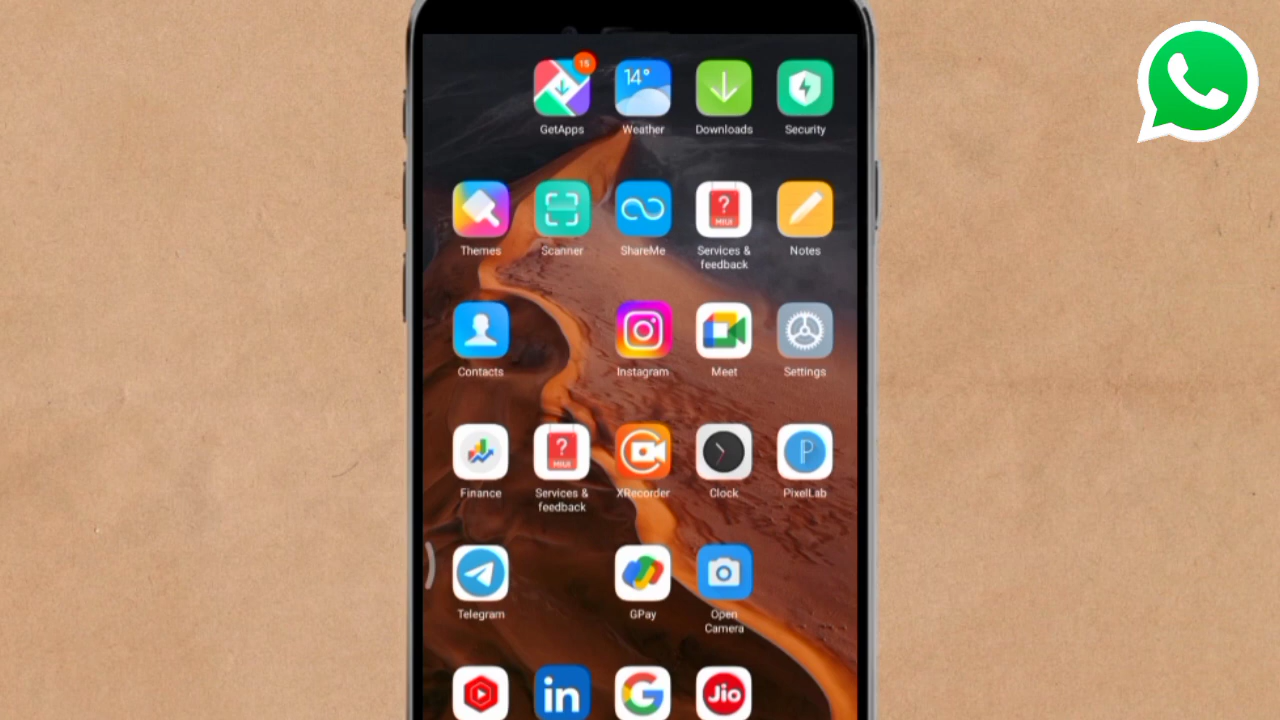 15
14°
GetApps
Weather
Downloads
Security
?
MIUI
Themes
Scanner
ShareMe
Services &
feedback
Notes
Contacts
Instagram
Meet
Settings
?
MIUI
P
Finance
Services &
feedback
XRecorder
Clock
PixelLab
Telegram
GPay
Open
Camera
in
G
Jio